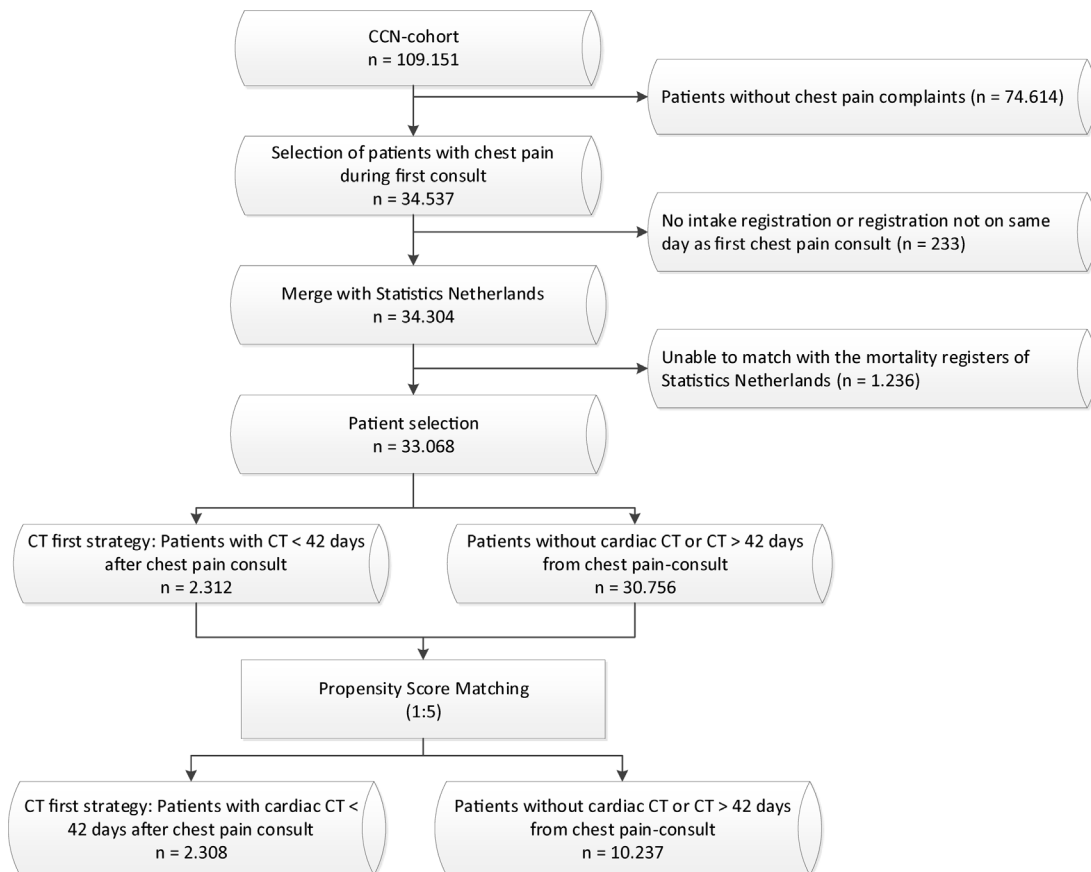 CCN-cohort
n = 109.151
Patients without chest pain complaints (n = 74.614)
Selection of patients with chest pain
during first consult
n = 34.537
No intake registration or registration not on same
day as first chest pain consult (n = 233)
Merge with Statistics Netherlands
n = 34.304
Unable to match with the mortality registers of
Statistics Netherlands (n = 1.236)
Patient selection
n = 33.068
CT first strategy: Patients with CT < 42 days
after chest pain consult
n = 2.312
Patients without cardiac CT or CT > 42 days
from chest pain-consult
n = 30.756
Propensity Score Matching
(1:5)
CT first strategy: Patients with cardiac CT <
42 days after chest pain consult
n = 2.308
Patients without cardiac CT or CT > 42 days
from chest pain-consult
n = 10.237